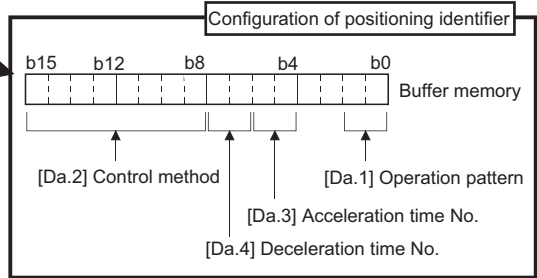 Configuration of positioning identifier
b15 b12 b8 b4 b0
Buffer memory
[Da.2] Control method
[Da.1] Operation pattern
[Da.3] Acceleration time No.
[Da.4] Deceleration time No.